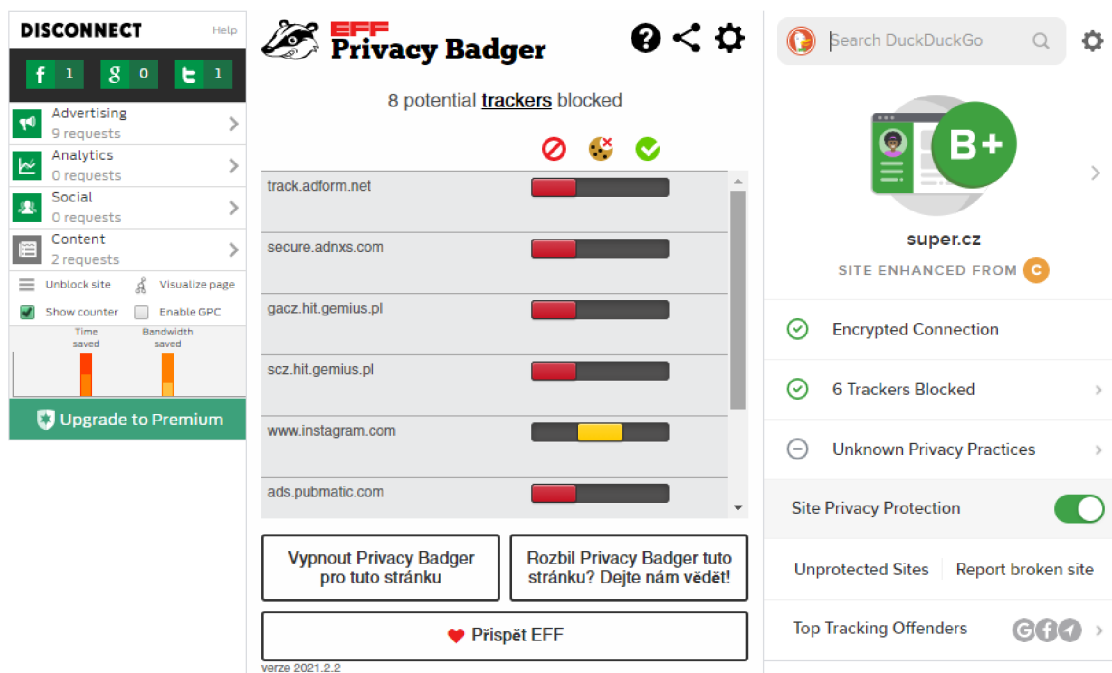 DISCONNECT
Help
f 1
g 0
t 1
Advertising
9 requests
Analytics
0 requests
Social
0 requests
Content
2 requests
Unblock site
Visualize page
Show counter
Enable GPC
Time
saved
Bandwidth
saved
Upgrade to Premium
EFF
Privacy Badger
8 potential trackers blocked
track.adform.net
secure.adnxs.com
gacz.hit.gemius.pl
scz.hit.gemius.pl
www.instagram.com
ads.pubmatic.com
Vypnout Privacy Badger
pro tuto stránku
Rozbil Privacy Badger tuto
stránku? Dejte nám vědět!
Přispět EFF
verze 2021.2.2
Search DuckDuckGo
B+
super.cz
SITE ENHANCED FROM C
Encrypted Connection
6 Trackers Blocked
Unknown Privacy Practices
Site Privacy Protection
Unprotected Sites
Report broken site
Top Tracking Offenders